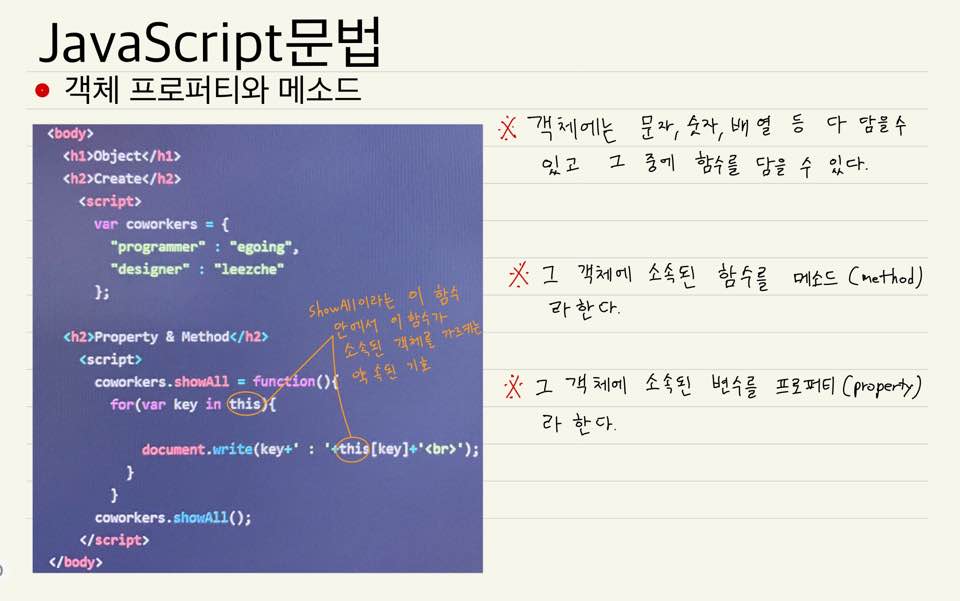 JavaScript문법
객체 프로퍼티와 메소드
<body>
<h1>Object</h1>
<h2>Create</h2>
<script>
var coworkers = {
"programmer" : "egoing",
"designer" : "leezche"
};
<h2>Property & Method</h2>
<script>
coworkers.showAll = function(){
for(var key in this){
document.write(key+' : '+this[key]+'<br>');
}
}
coworkers.showAll();
</script>
</body>
showAll이라는 이 함수
안에서 이 함수가
소속된 객체를 가르키는
약속된 기호
※ 객체에는 문자, 숫자, 배열 등 다 담을수
있고 그 중에 함수를 담을 수 있다.
※ 그 객체에 소속된 함수를 메소드 (method)
라 한다.
※ 그 객체에 소속된 변수를 프로퍼티 (property)
라 한다.